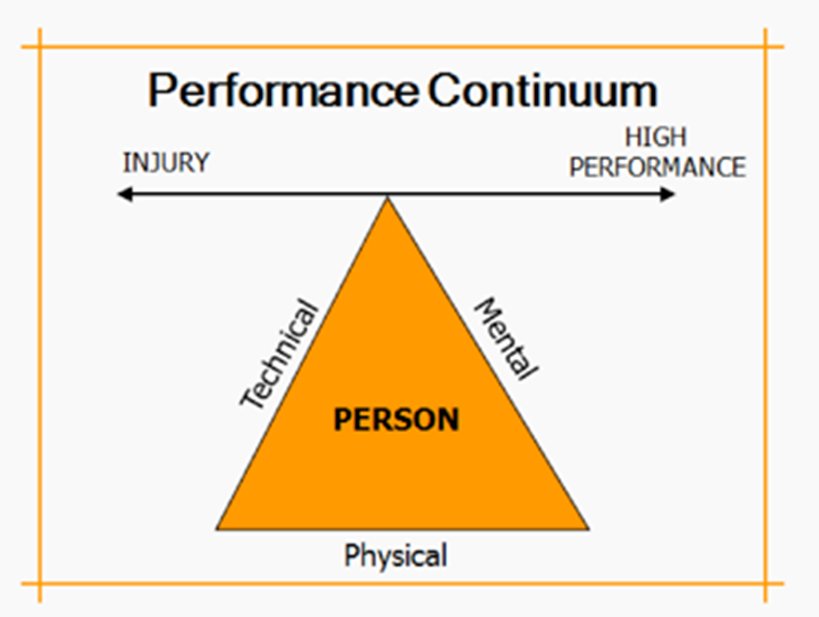 Performance Continuum
INJURY
HIGH
PERFORMANCE
Technical
Mental
PERSON
Physical